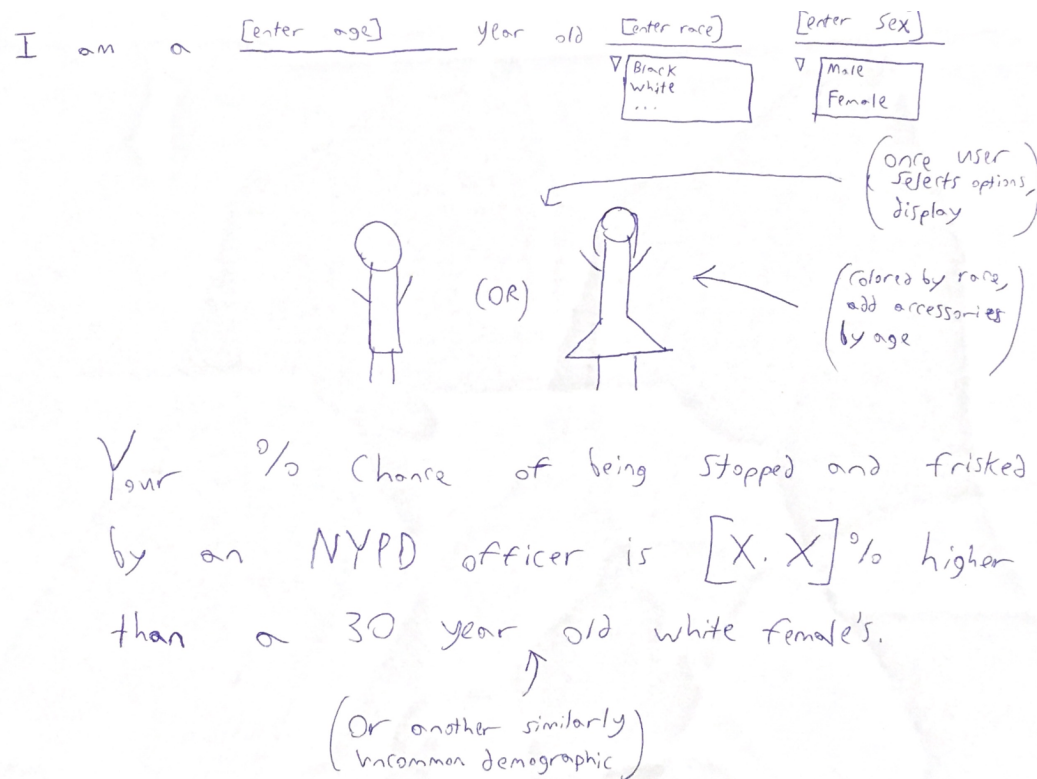 I am a [enter age] year old [enter race] [enter sex]
▽ Black
White
...
▽ Male
Female
(once user
selects options,
display)
(OR)
(colored by race,
add accessories
by age)
Your % chance of being stopped and frisked
by an NYPD officer is [X.X]% higher
than a 30 year old white female's.
(Or another similarly
uncommon demographic)